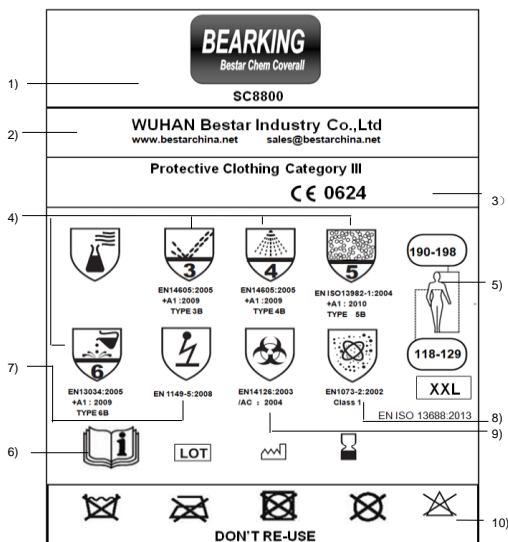 BEARKING
Bestar Chem Coverall
SC8800
1)
WUHAN Bestar Industry Co.,Ltd
2)
www.bestarchina.net sales@bestarchina.net
Protective Clothing Category III
CE 0624
3)
4)
3
4
5
EN14605:2005
+A1 :2009
TYPE 3B
EN14605:2005
+A1 :2009
TYPE 4B
EN ISO13982-1:2004
+A1 : 2010
TYPE 5B
190-198
5)
118-129
XXL
6
7)
EN13034:2005
+A1 : 2009
TYPE 6B
EN 1149-5:2008
EN14126:2003
/AC : 2004
EN1073-2:2002
Class 1
8)
EN ISO 13688:2013
9)
6)
i
LOT
10)
DON'T RE-USE